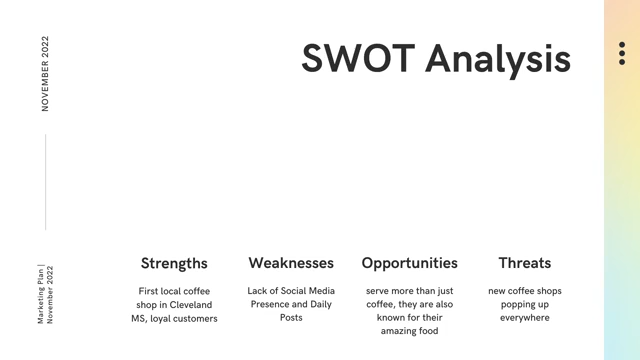 NOVEMBER 2022
SWOT Analysis
Marketing Plan |
November 2022
Strengths
First local coffee
shop in Cleveland
MS, loyal customers
Weaknesses
Lack of Social Media
Presence and Daily
Posts
Opportunities
serve more than just
coffee, they are also
known for their
amazing food
Threats
new coffee shops
popping up
everywhere